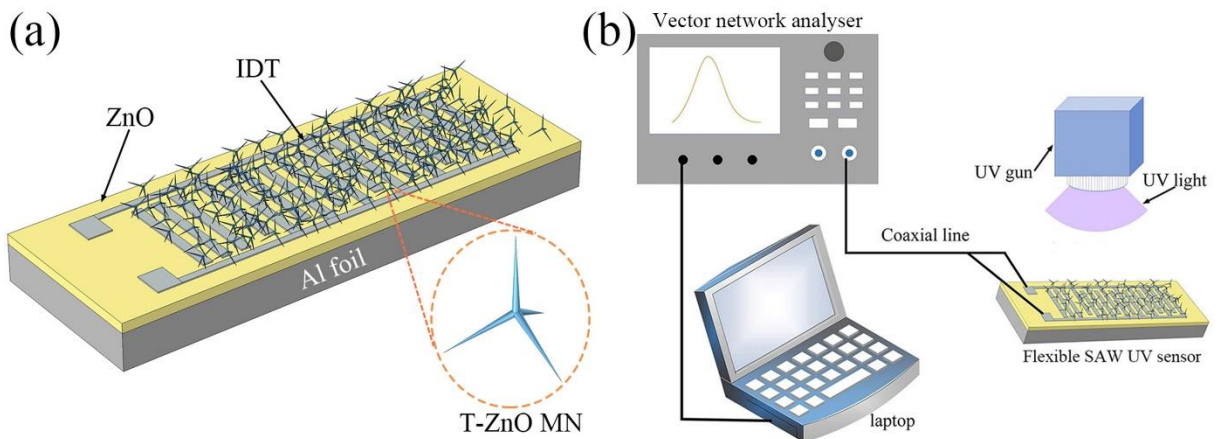 (a)
IDT
ZnO
Al foil
T-ZnO MN
(b)
Vector network analyser
UV gun
UV light
Coaxial line
Flexible SAW UV sensor
laptop